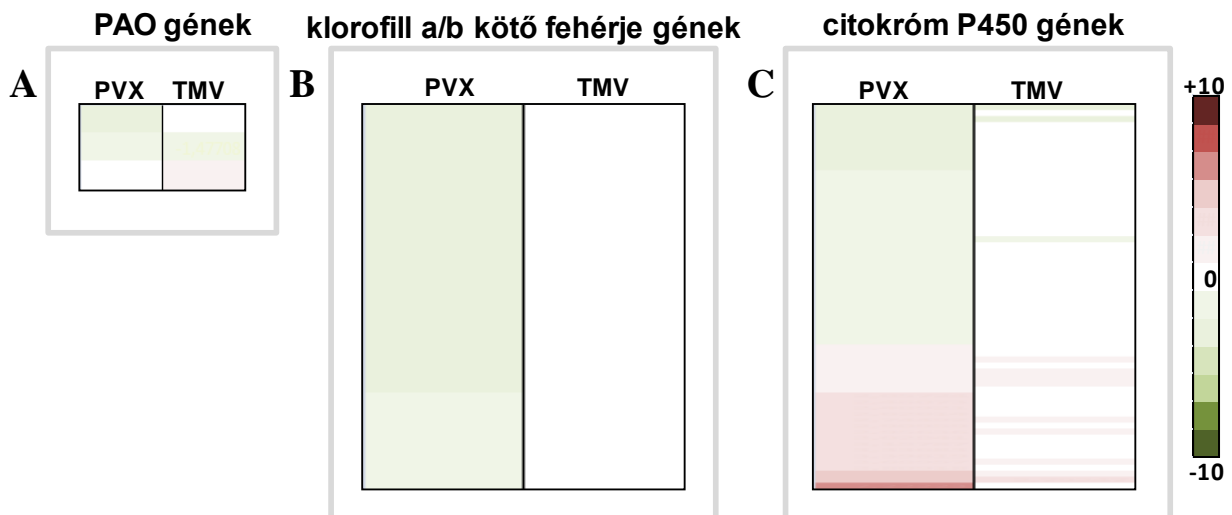 PAO gének
klorofill a/b kötő fehérje gének
citokróm P450 gének
A
PVX TMV
B
PVX TMV
C
PVX TMV
+10
0
-10